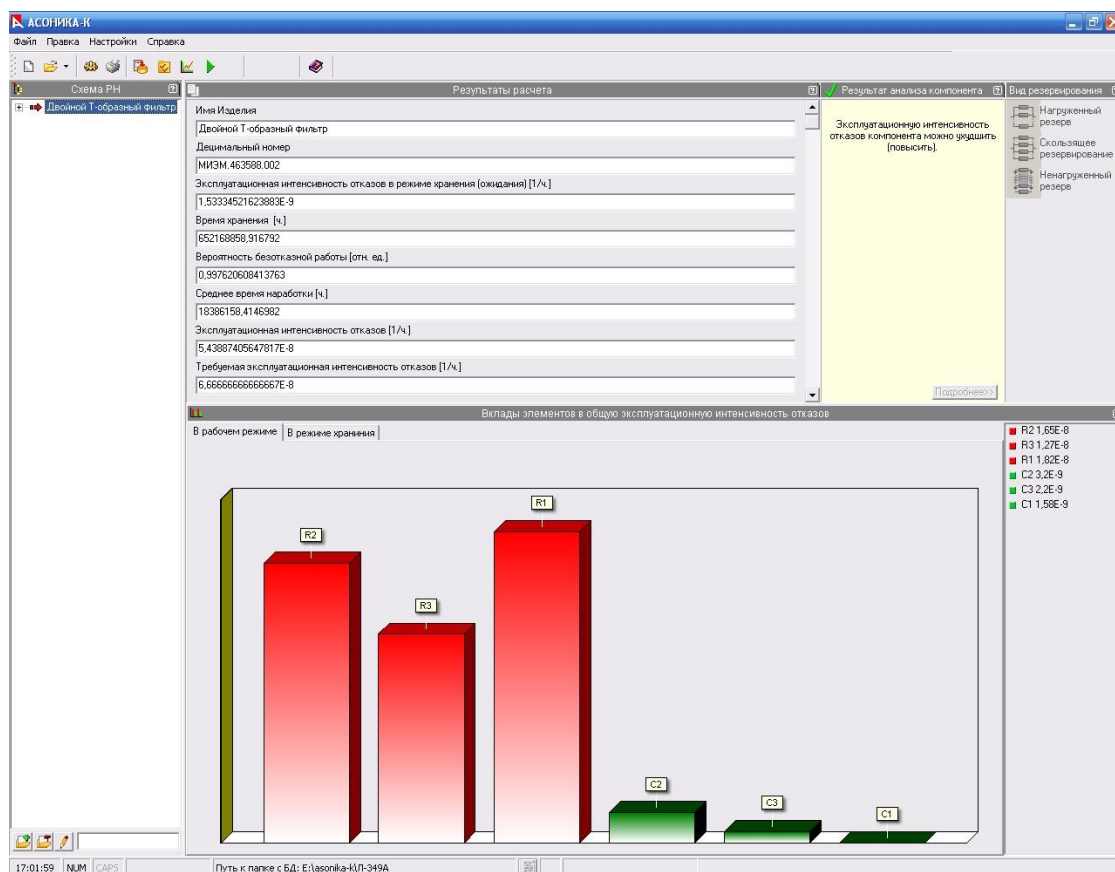 АСОНИКА-К
Файл Правка Настройки Справка
Схема РН
Двойной Т-образный фильтр
Результаты расчета
Имя Изделия
Двойной Т-образный фильтр
Децимальный номер
МИЭМ.463588.002
Эксплуатационная интенсивность отказов в режиме хранения (ожидания) [1/ч.]
1,53334521623883E-9
Время хранения [ч.]
652168858,916792
Вероятность безотказной работы [отн. ед.]
0,997620608413763
Среднее время наработки [ч.]
18386158,4146982
Эксплуатационная интенсивность отказов [1/ч.]
5,43887405647817E-8
Требуемая эксплуатационная интенсивность отказов [1/ч.]
6,66666666666667E-8
Результат анализа компонента
Эксплуатационную интенсивность
отказов компонента можно ухудшить
(повысить).
Подробнее>>
Вид резервирования
Нагруженный
резерв
Скользящее
резервирование
Ненагруженный
резерв
Вклады элементов в общую эксплуатационную интенсивность отказов
В рабочем режиме В режиме храниния
R2
R3
R1
C2
C3
C1
R2 1,65E-8
R3 1,27E-8
R1 1,82E-8
C2 3,2E-9
C3 2,2E-9
C1 1,58E-9
17:01:59 NUM CAPS Путь к папке с БД: E:\asonika-k\Л-349А